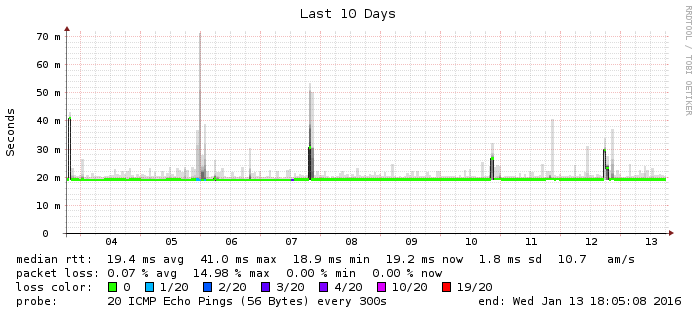 Last 10 Days
RRDTOOL / TOBI OETIKER
Seconds
70 m
60 m
50 m
40 m
30 m
20 m
10 m
0
04 05 06 07 08 09 10 11 12 13
median rtt: 19.4 ms avg 41.0 ms max 18.9 ms min 19.2 ms now 1.8 ms sd 10.7 am/s
packet loss: 0.07 % avg 14.98 % max 0.00 % min 0.00 % now
loss color: 0 1/20 2/20 3/20 4/20 10/20 19/20
probe: 20 ICMP Echo Pings (56 Bytes) every 300s end: Wed Jan 13 18:05:08 2016